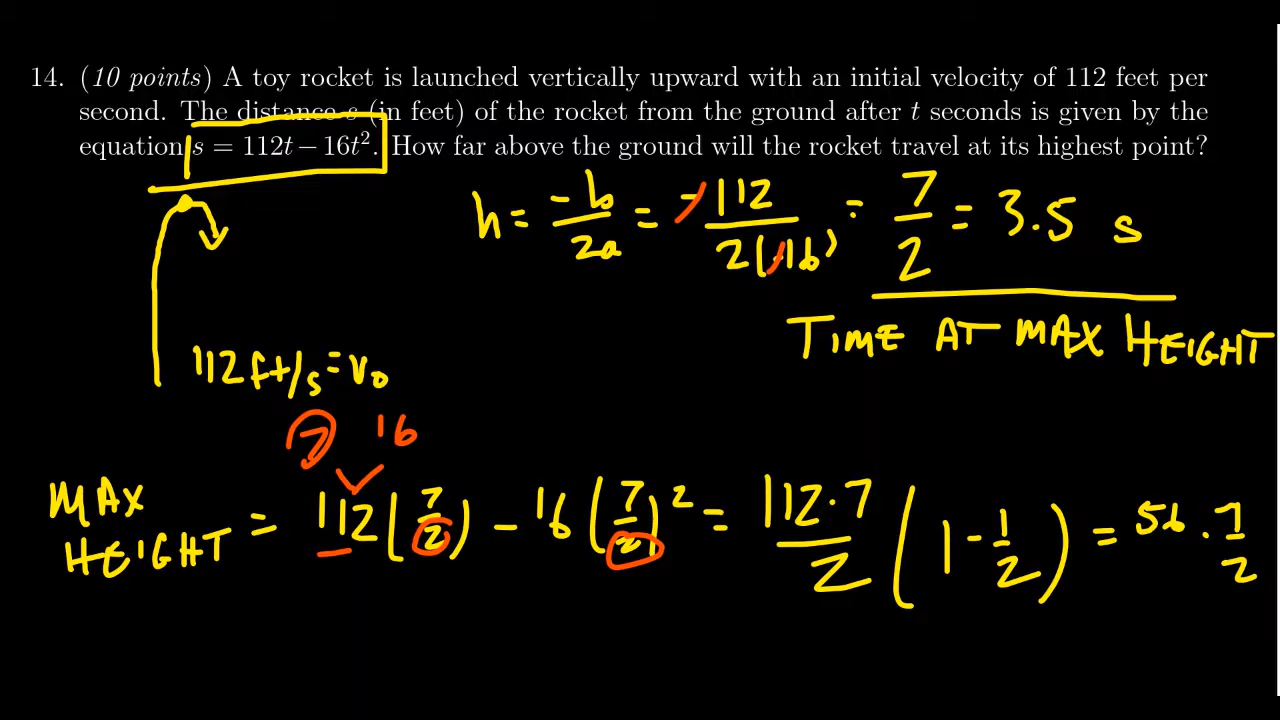 14. (10 points) A toy rocket is launched vertically upward with an initial velocity of 112 feet per
second. The distance s (in feet) of the rocket from the ground after t seconds is given by the
equation s = 112t − 16t². How far above the ground will the rocket travel at its highest point?
h = -b/2a = -112/2(-16) = 7/2 = 3.5 s
TIME AT MAX HEIGHT
112 ft/s = v₀
7 16
MAX HEIGHT = 112(7/2) - 16(7/2)² = 112·7/2 (1 - 1/2) = 56 · 7/2